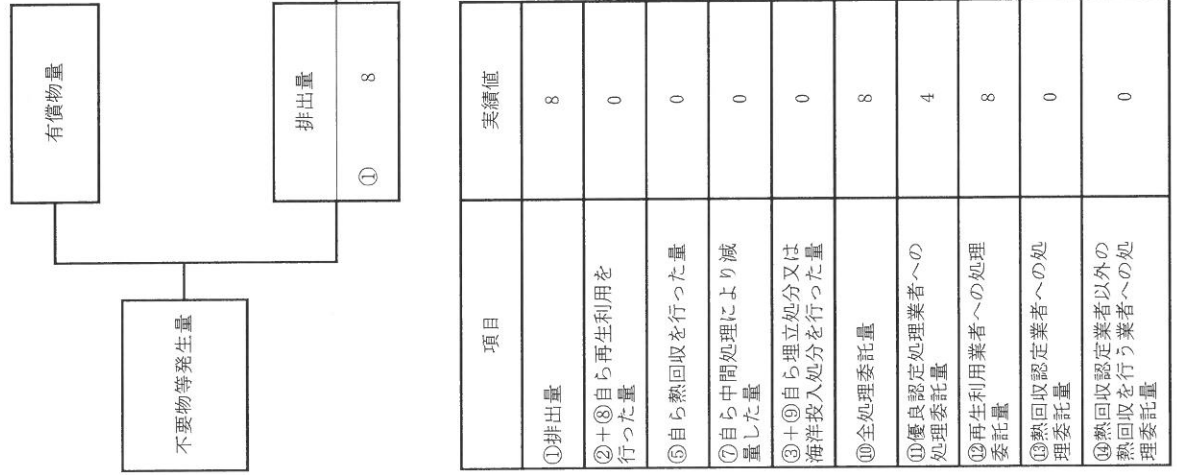 不要物等発生量
有償物量
排出量
① 8
項目
実績値
①排出量
8
②+⑧自ら再生利用を
行った量
0
⑤自ら熱回収を行った量
0
⑦自ら中間処理により減
量した量
0
③+⑨自ら埋立処分又は
海洋投入処分を行った量
0
⑩全処理委託量
8
⑪優良認定処理業者への
処理委託量
4
⑫再生利用業者への処理
委託量
8
⑬熱回収認定業者への処
理委託量
0
⑭熱回収認定業者以外の
熱回収を行う業者への処
理委託量
0